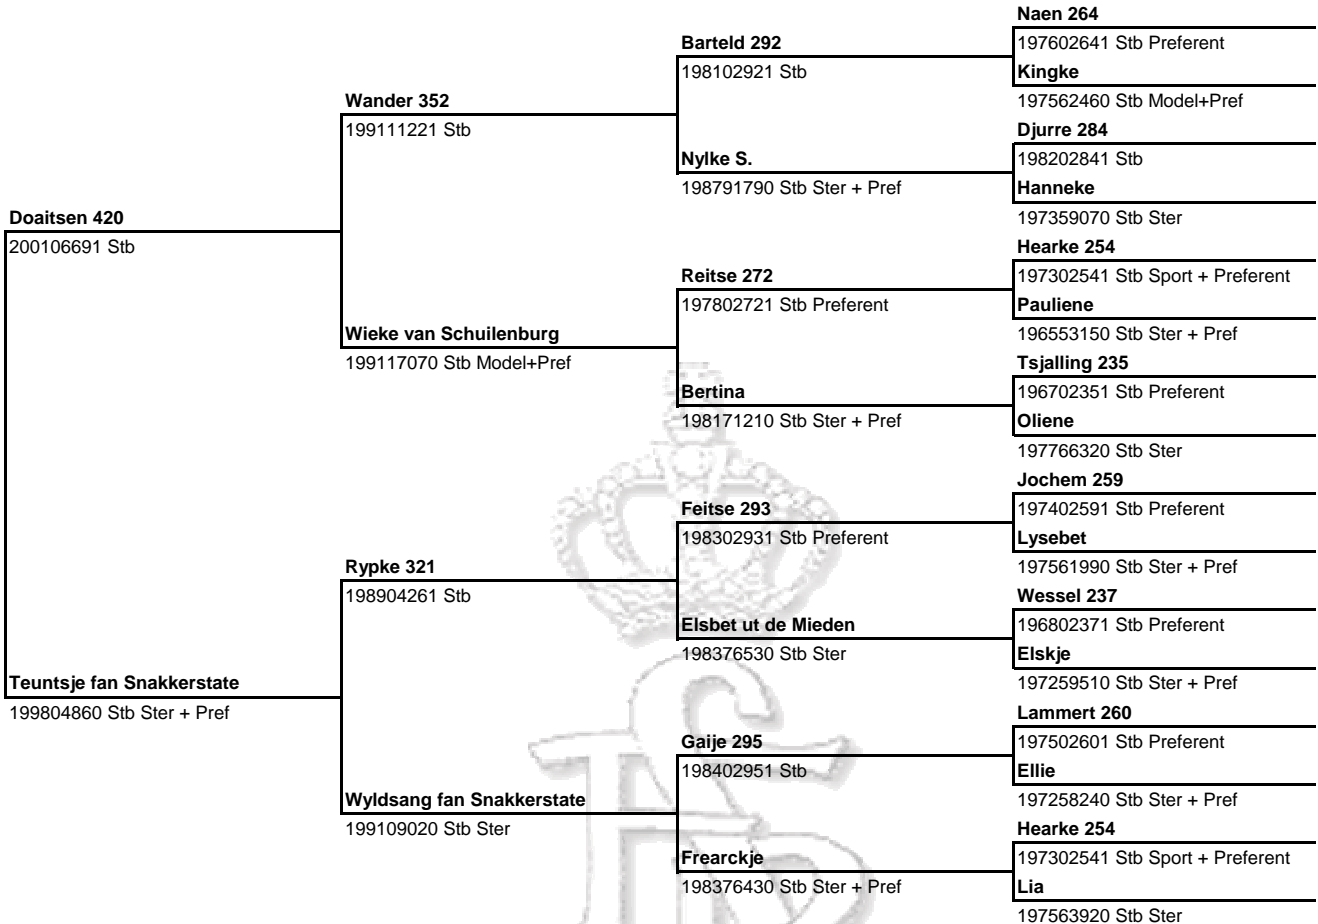 Naen 264
Barteld 292
197602641 Stb Preferent
198102921 Stb
Kingke
Wander 352
197562460 Stb Model+Pref
199111221 Stb
Djurre 284
Nylke S.
198202841 Stb
198791790 Stb Ster + Pref
Hanneke
Doaitsen 420
197359070 Stb Ster
200106691 Stb
Hearke 254
Reitse 272
197302541 Stb Sport + Preferent
197802721 Stb Preferent
Pauliene
Wieke van Schuilenburg
196553150 Stb Ster + Pref
199117070 Stb Model+Pref
Tsjalling 235
Bertina
196702351 Stb Preferent
198171210 Stb Ster + Pref
Oliene
197766320 Stb Ster
Jochem 259
Feitse 293
197402591 Stb Preferent
198302931 Stb Preferent
Lysebet
Rypke 321
197561990 Stb Ster + Pref
198904261 Stb
Wessel 237
Elsbet ut de Mieden
196802371 Stb Preferent
198376530 Stb Ster
Elskje
Teuntsje fan Snakkerstate
197259510 Stb Ster + Pref
199804860 Stb Ster + Pref
Lammert 260
Gaije 295
197502601 Stb Preferent
198402951 Stb
Ellie
Wyldsang fan Snakkerstate
197258240 Stb Ster + Pref
199109020 Stb Ster
Hearke 254
Frearckje
197302541 Stb Sport + Preferent
198376430 Stb Ster + Pref
Lia
197563920 Stb Ster